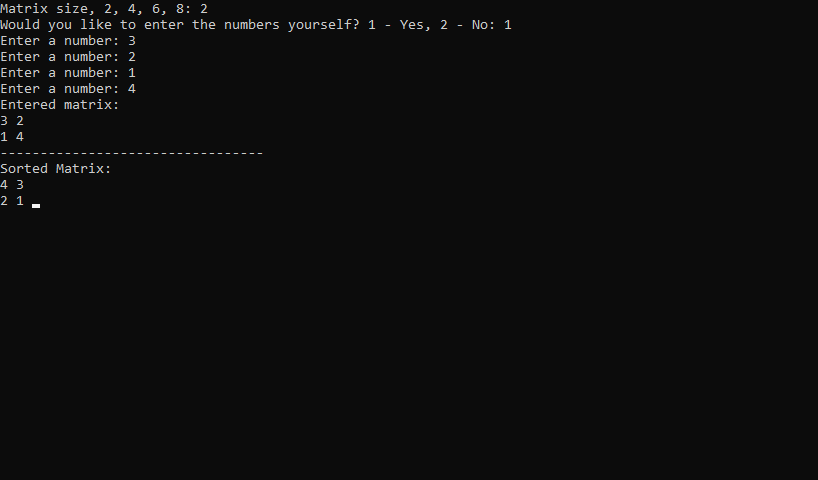 Matrix size, 2, 4, 6, 8: 2
Would you like to enter the numbers yourself? 1 - Yes, 2 - No: 1
Enter a number: 3
Enter a number: 2
Enter a number: 1
Enter a number: 4
Entered matrix:
3 2
1 4
---------------------------------
Sorted Matrix:
4 3
2 1